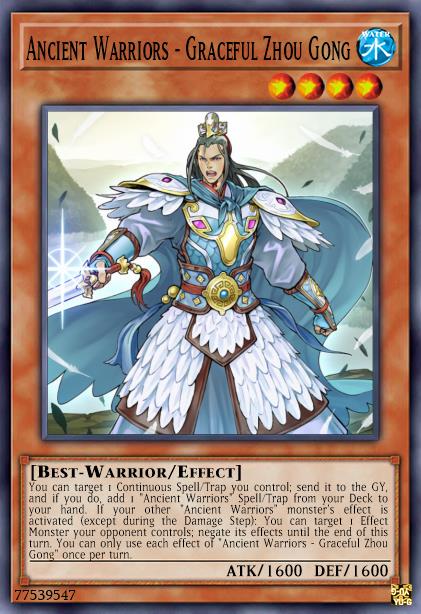 Ancient Warriors - Graceful Zhou Gong
WATER
水
[Best-Warrior/Effect]
You can target 1 Continuous Spell/Trap you control; send it to the GY,
and if you do, add 1 "Ancient Warriors" Spell/Trap from your Deck to
your hand. If your other "Ancient Warriors" monster's effect is
activated (except during the Damage Step): You can target 1 Effect
Monster your opponent controls; negate its effects until the end of this
turn. You can only use each effect of "Ancient Warriors - Graceful Zhou
Gong" once per turn.
ATK/1600 DEF/1600
77539547